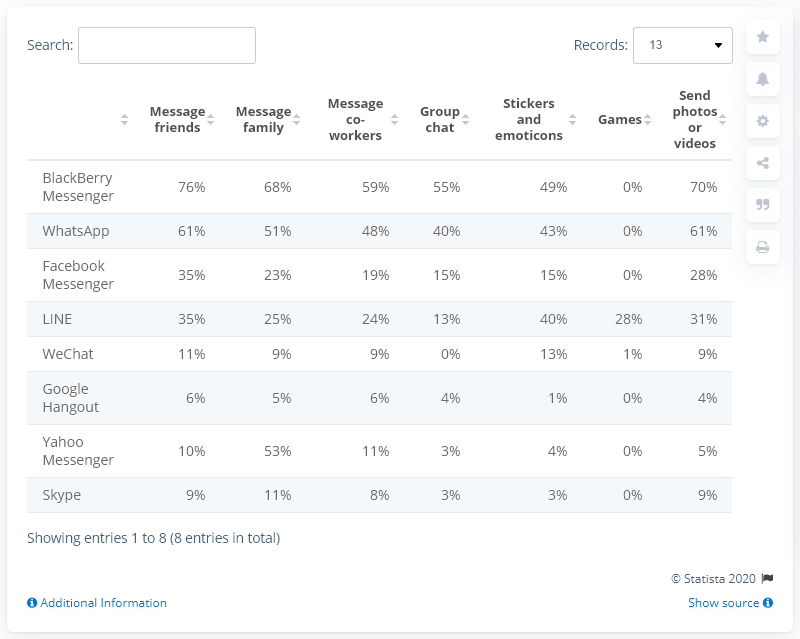 Search:
Records: 13
Message friends Message family Message co-workers Group chat Stickers and emoticons Games Send photos or videos
BlackBerry Messenger 76% 68% 59% 55% 49% 0% 70%
WhatsApp 61% 51% 48% 40% 43% 0% 61%
Facebook Messenger 35% 23% 19% 15% 15% 0% 28%
LINE 35% 25% 24% 13% 40% 28% 31%
WeChat 11% 9% 9% 0% 13% 1% 9%
Google Hangout 6% 5% 6% 4% 1% 0% 4%
Yahoo Messenger 10% 53% 11% 3% 4% 0% 5%
Skype 9% 11% 8% 3% 3% 0% 9%
Showing entries 1 to 8 (8 entries in total)
© Statista 2020
Additional Information
Show source